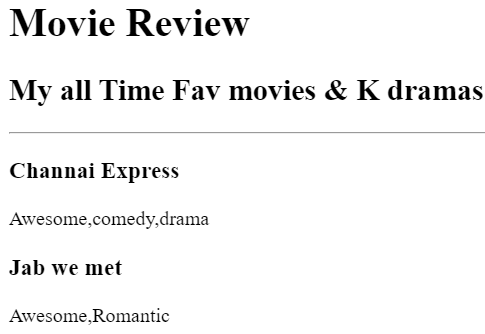 Movie Review
My all Time Fav movies & K dramas
Channai Express
Awesome,comedy,drama
Jab we met
Awesome,Romantic